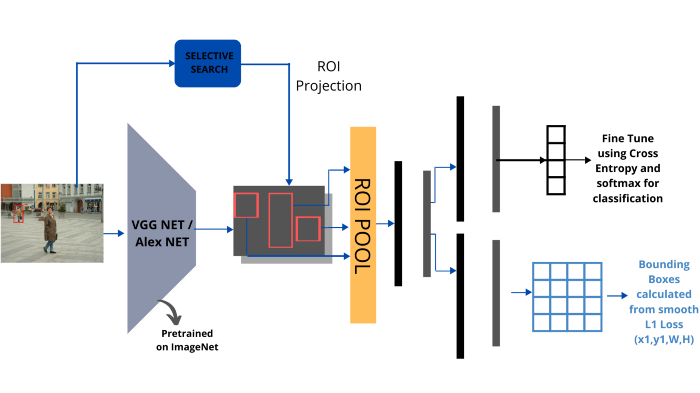 SELECTIVE
SEARCH
ROI
Projection
VGG NET /
Alex NET
Pretrained
on ImageNet
ROI POOL
Fine Tune
using Cross
Entropy and
softmax for
classification
Bounding
Boxes
calculated
from smooth
L1 Loss
(x1,y1,W,H)